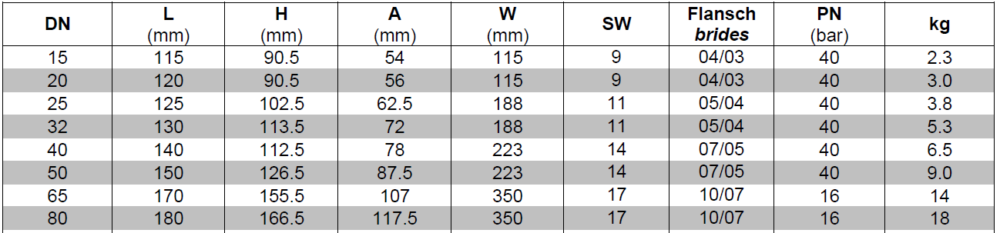 DN L (mm) H (mm) A (mm) W (mm) SW Flansch brides PN (bar) kg
15 115 90.5 54 115 9 04/03 40 2.3
20 120 90.5 56 115 9 04/03 40 3.0
25 125 102.5 62.5 188 11 05/04 40 3.8
32 130 113.5 72 188 11 05/04 40 5.3
40 140 112.5 78 223 14 07/05 40 6.5
50 150 126.5 87.5 223 14 07/05 40 9.0
65 170 155.5 107 350 17 10/07 16 14
80 180 166.5 117.5 350 17 10/07 16 18